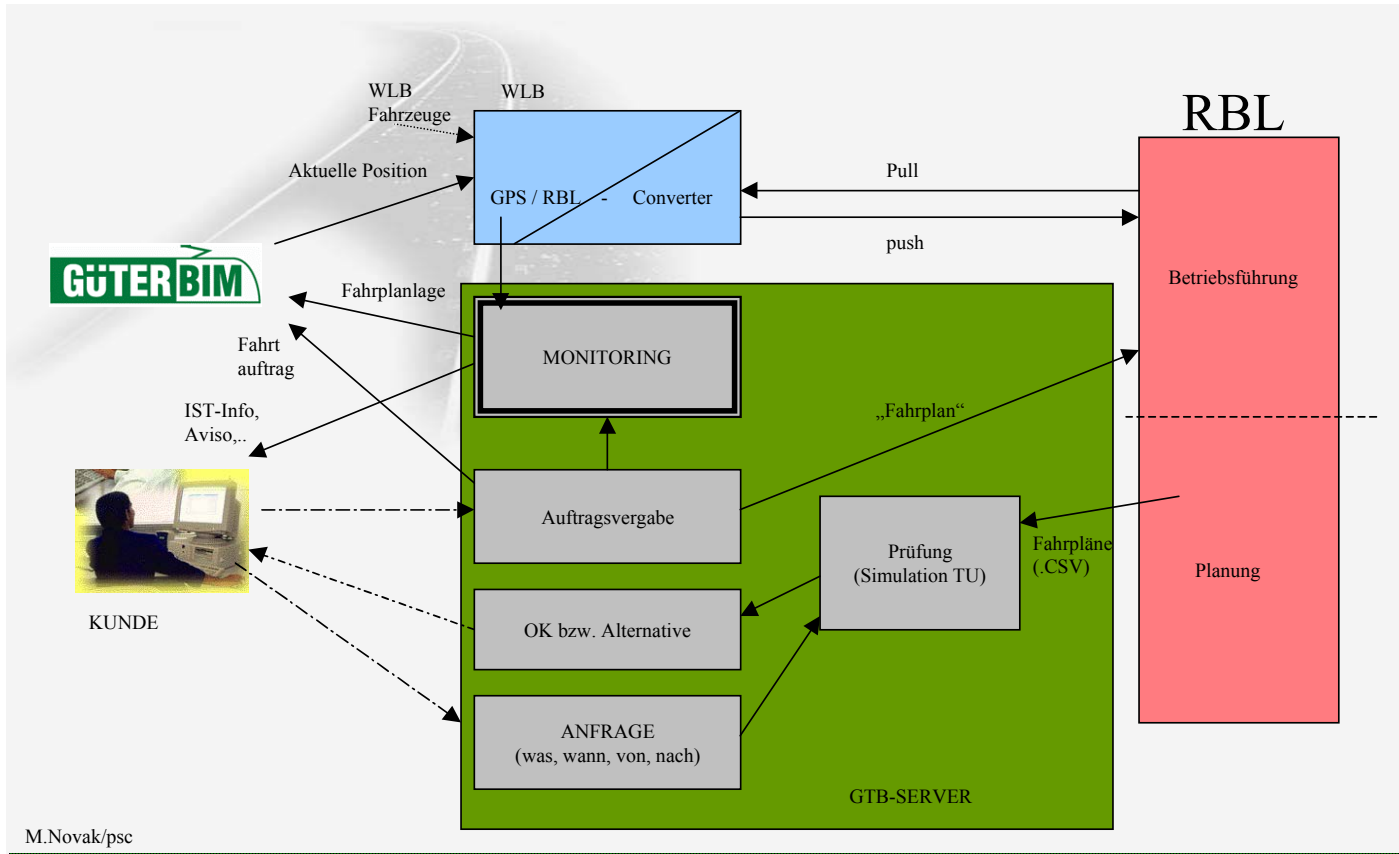 WLB
Fahrzeuge
WLB
RBL
Aktuelle Position
Pull
GPS / RBL - Converter
push
GÜTERBIM
Betriebsführung
Fahrplanlage
MONITORING
Fahrt
auftrag
IST-Info,
Aviso,..
„Fahrplan“
Auftragsvergabe
Prüfung
(Simulation TU)
Fahrpläne
(.CSV)
Planung
KUNDE
OK bzw. Alternative
ANFRAGE
(was, wann, von, nach)
GTB-SERVER
M.Novak/psc